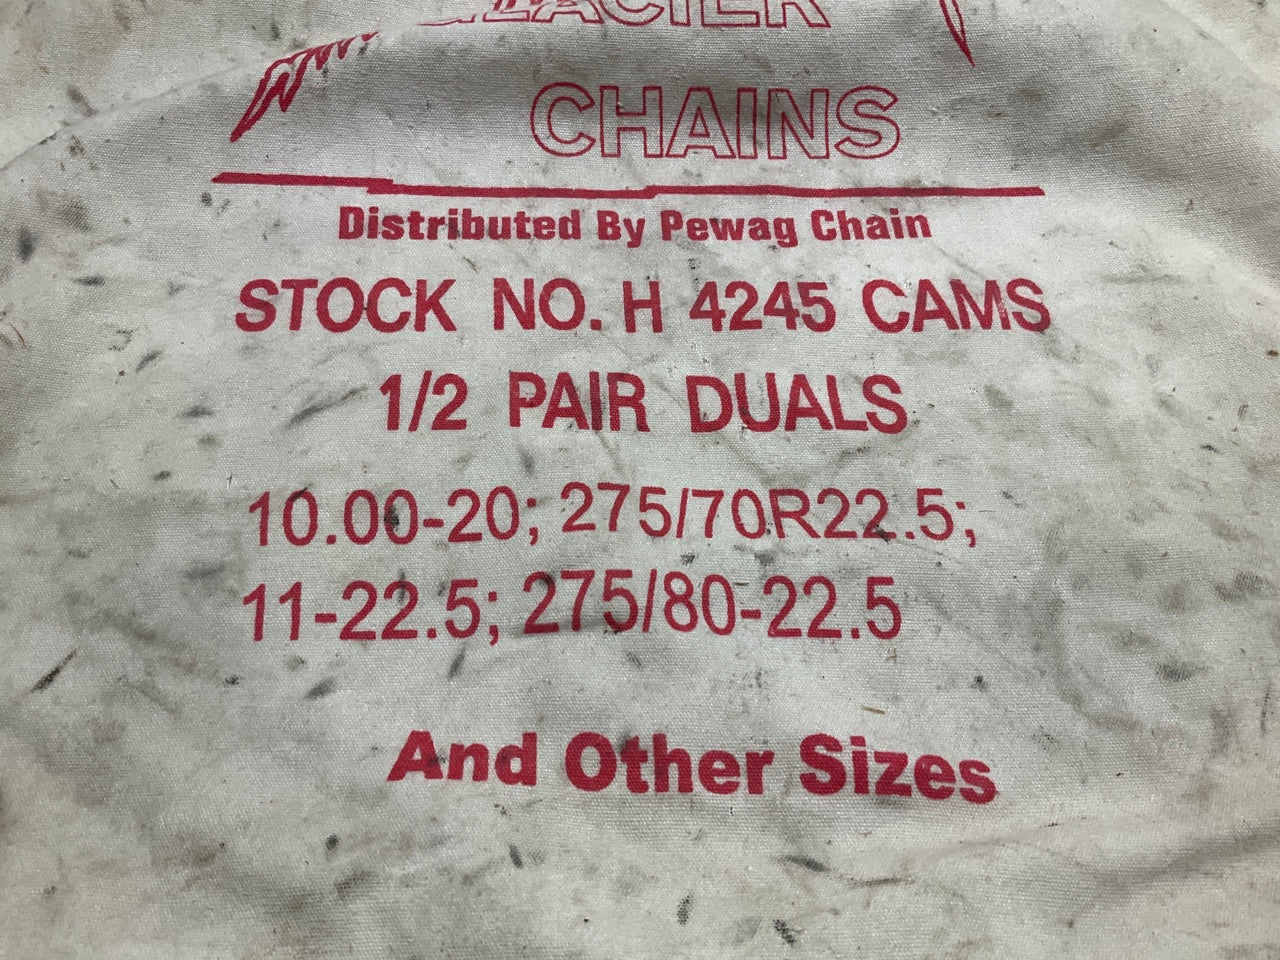 GLACIER
CHAINS
Distributed By Pewag Chain
STOCK NO. H 4245 CAMS
1/2 PAIR DUALS
10.00-20; 275/70R22.5;
11-22.5; 275/80-22.5
And Other Sizes